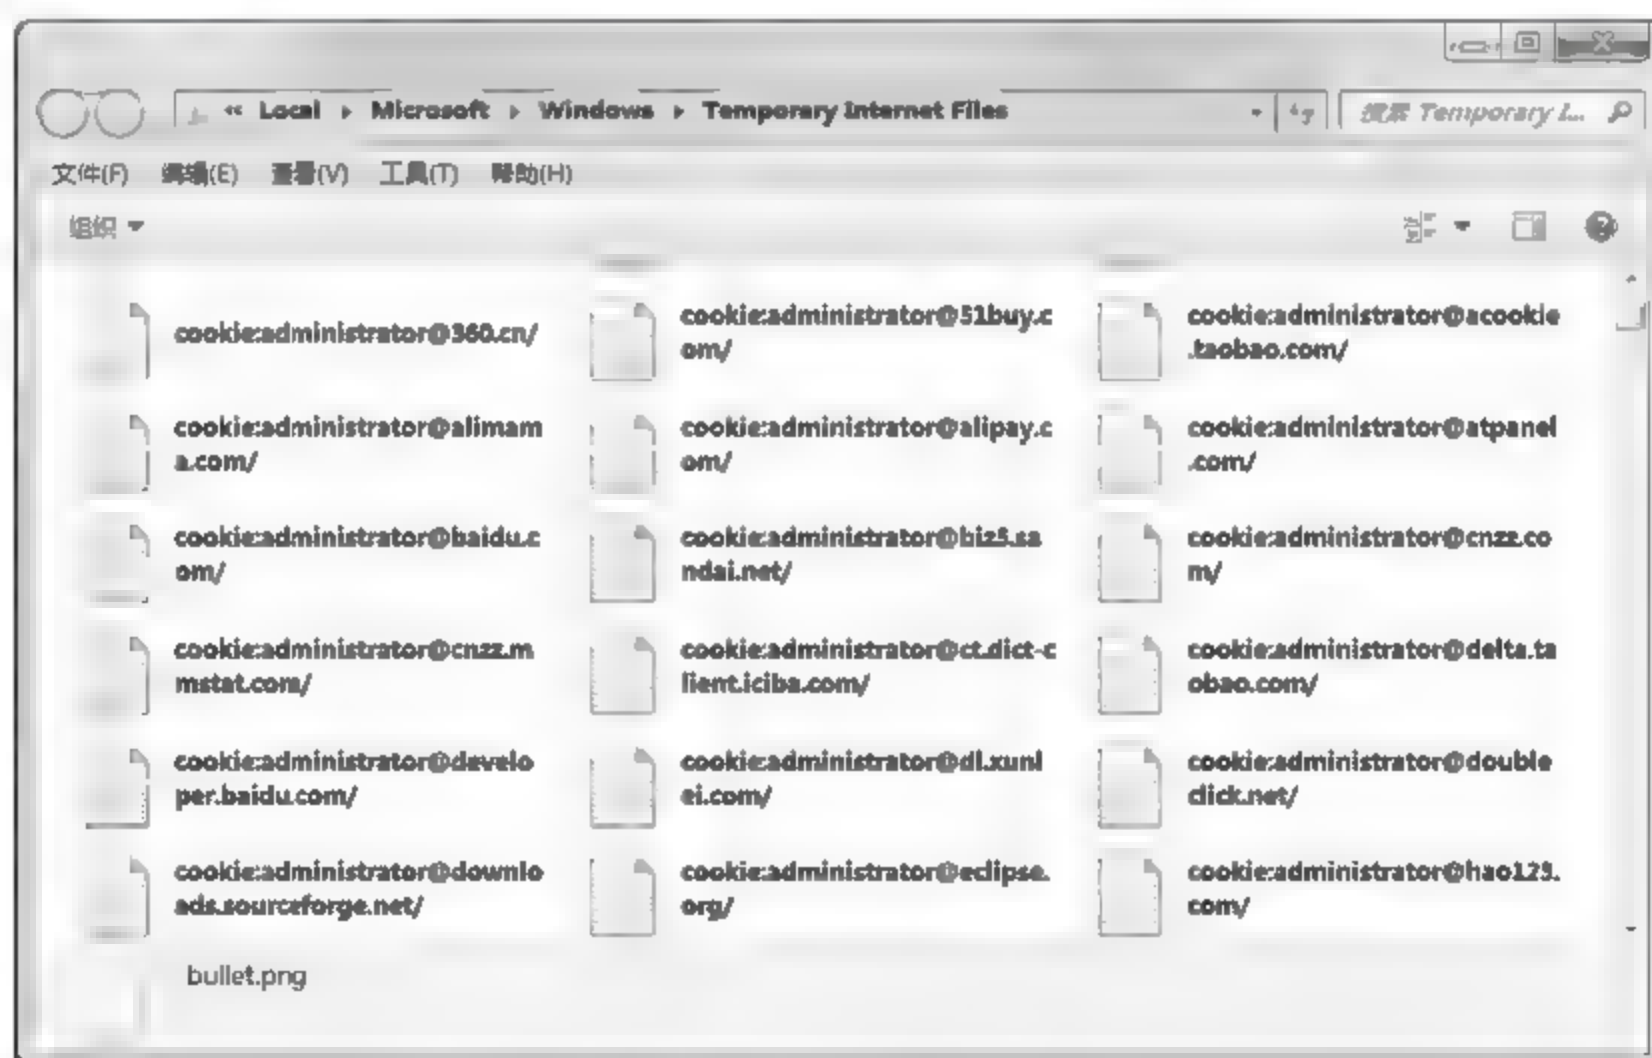 « Local ▸ Microsoft ▸ Windows ▸ Temporary Internet Files
搜索 Temporary I...
文件(F) 编辑(E) 查看(V) 工具(T) 帮助(H)
组织
cookie:administrator@360.cn/
cookie:administrator@51buy.c
om/
cookie:administrator@acookie
.taobao.com/
cookie:administrator@alimam
a.com/
cookie:administrator@alipay.c
om/
cookie:administrator@atpanel
.com/
cookie:administrator@baidu.c
om/
cookie:administrator@biz5.sa
ndai.net/
cookie:administrator@cnzz.co
m/
cookie:administrator@cnzz.m
mstat.com/
cookie:administrator@ct.dict-c
lient.iciba.com/
cookie:administrator@delta.ta
obao.com/
cookie:administrator@develo
per.baidu.com/
cookie:administrator@dl.xunl
ei.com/
cookie:administrator@double
click.net/
cookie:administrator@downlo
ads.sourceforge.net/
cookie:administrator@eclipse.
org/
cookie:administrator@hao123.
com/
bullet.png